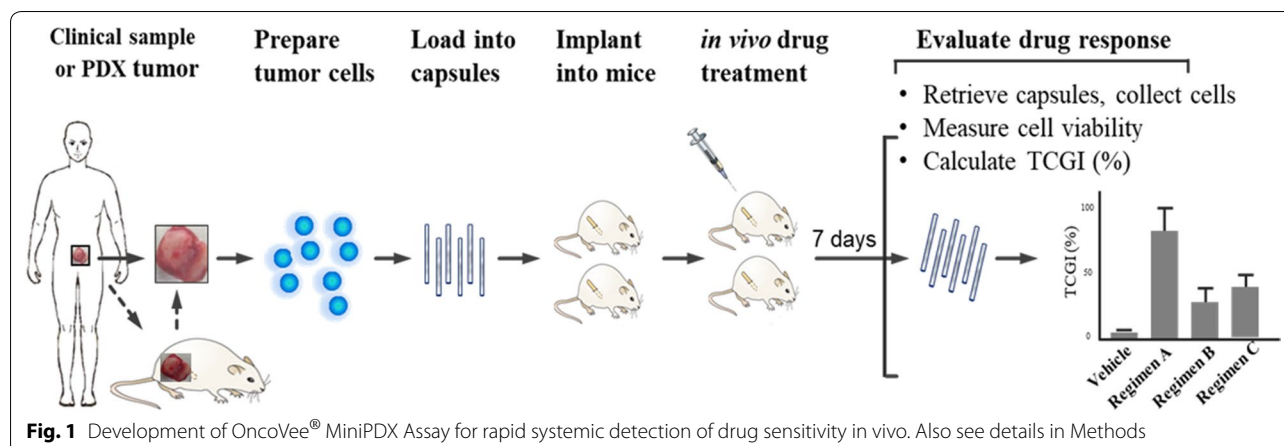 Clinical sample
or PDX tumor
Prepare
tumor cells
Load into
capsules
Implant
into mice
in vivo drug
treatment
Evaluate drug response
• Retrieve capsules, collect cells
• Measure cell viability
• Calculate TCGI (%)
7 days
TCGI(%)
100
50
0
Vehicle
Regimen A
Regimen B
Regimen C
Fig. 1 Development of OncoVee® MiniPDX Assay for rapid systemic detection of drug sensitivity in vivo. Also see details in Methods